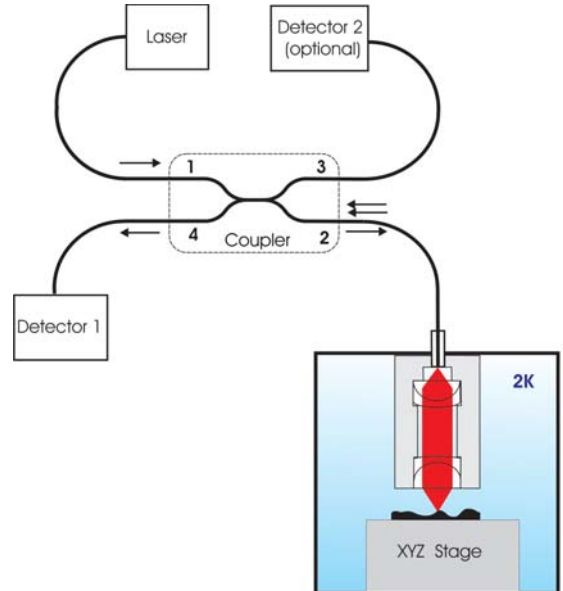 Laser
Detector 2
(optional)
1
3
4
2
Coupler
Detector 1
2K
XYZ Stage